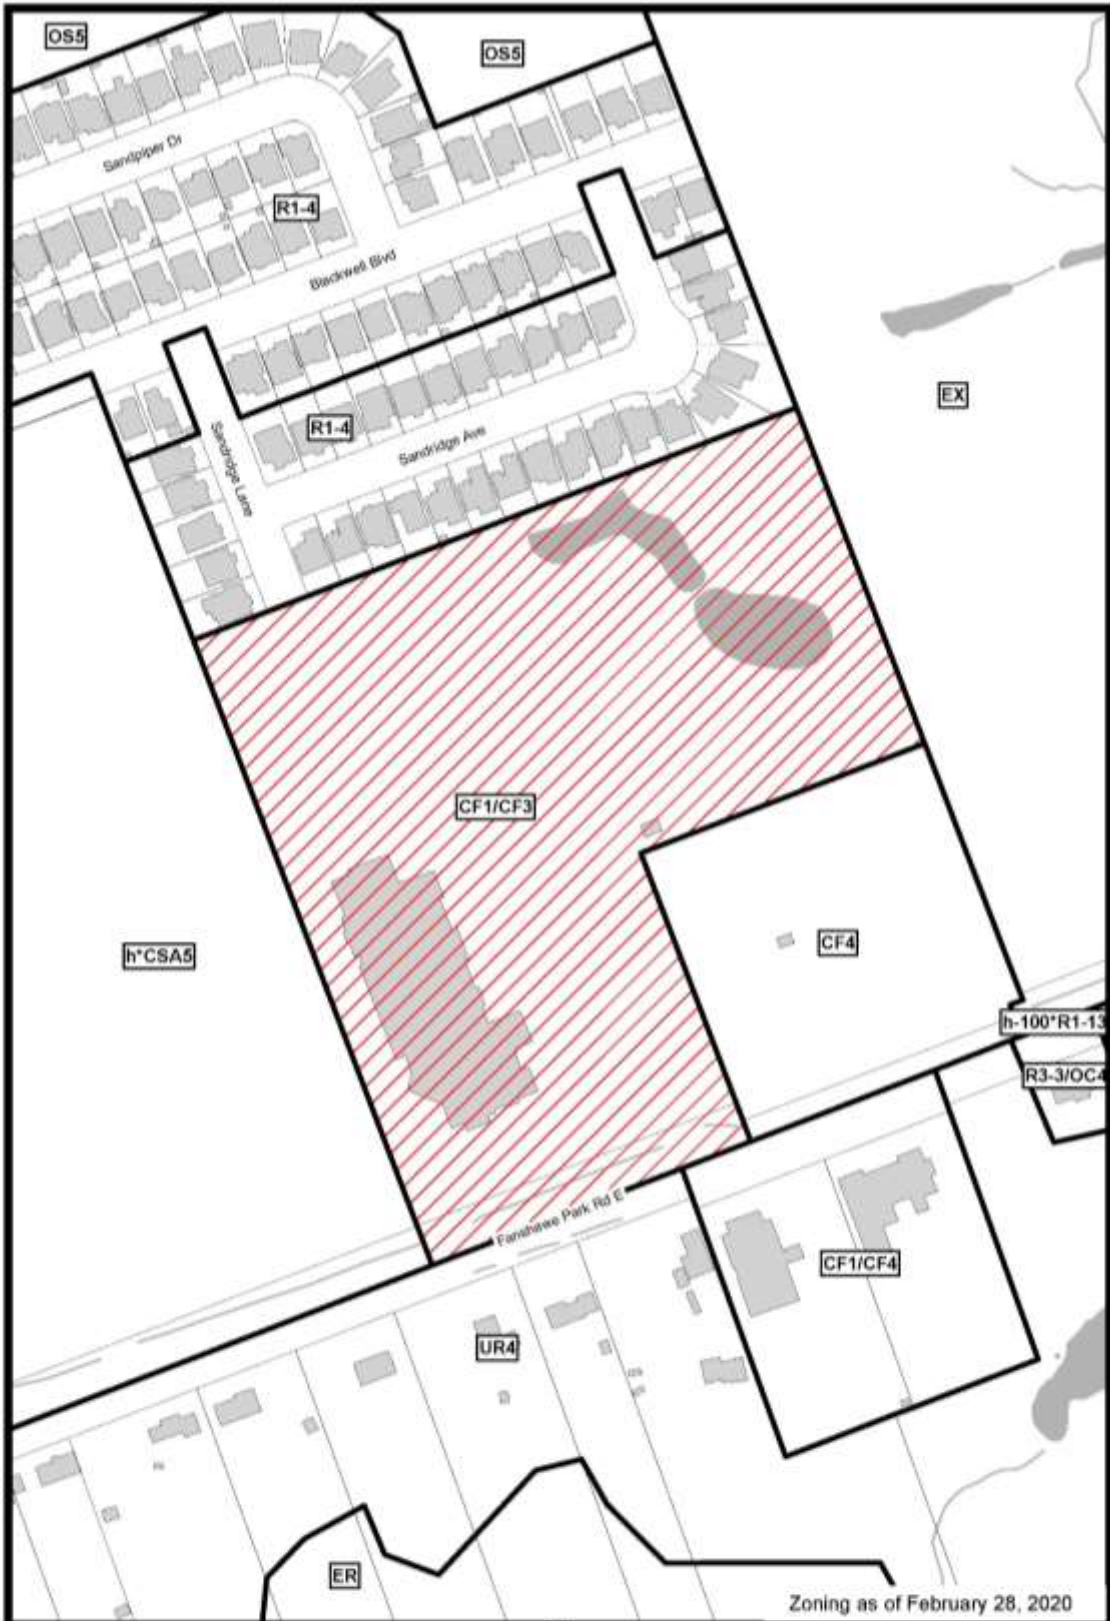 OS5
OS5
Sandpiper Dr
R1-4
Blackwell Blvd
EX
R1-4
Sandridge Ave
Sandridge Lane
CF1/CF3
h*CSA5
CF4
h-100*R1-13
R3-3/OC4
Fanshawe Park Rd E
CF1/CF4
UR4
ER
Zoning as of February 28, 2020